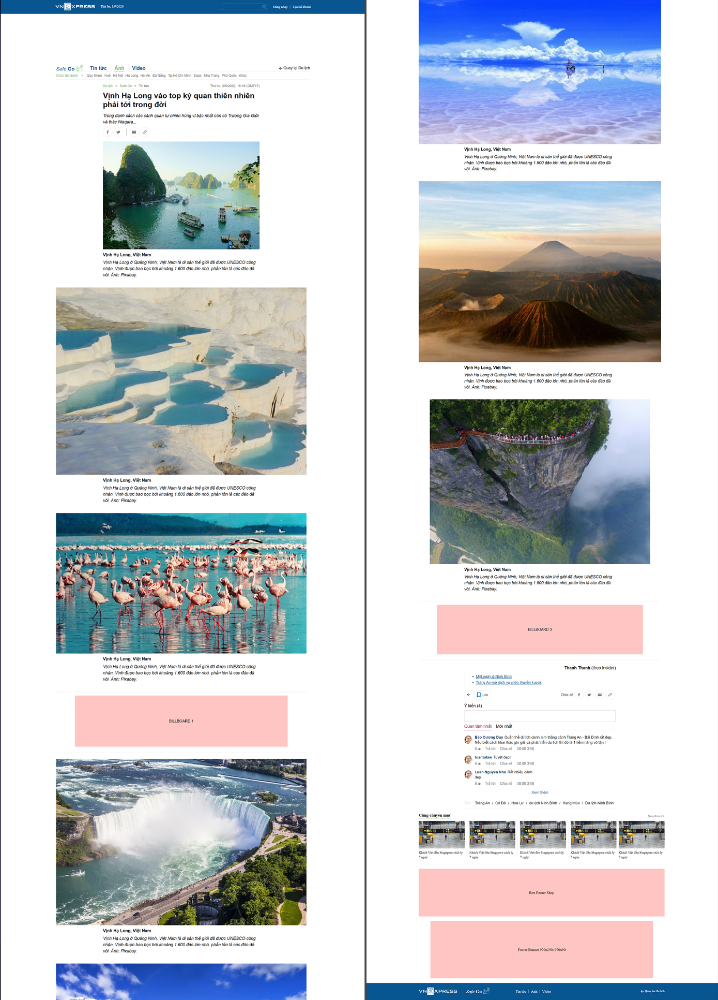 VNEXPRESS | Thứ ba, 1/9/2020
Đăng nhập | Tạo tài khoản
Safe Go Tin tức Ảnh Video
← Quay lại Du lịch
Chọn địa danh > Quy Nhơn Huế Hà Nội Hạ Long Hội An Đà Nẵng Tp.Hồ Chí Minh Sapa Nha Trang Phú Quốc Khác
Du lịch > Safe Go > Tin tức
Thứ tư, 2/9/2020, 16:19 (GMT+7)
Vịnh Hạ Long vào top kỳ quan thiên nhiên
phải tới trong đời
Trong danh sách các cảnh quan tự nhiên hùng vĩ bậc nhất còn có Trương Gia Giới
và thác Niagara...
Vịnh Hạ Long, Việt Nam
Vịnh Hạ Long ở Quảng Ninh, Việt Nam là di sản thế giới đã được UNESCO công
nhận. Vịnh được bao bọc bởi khoảng 1.600 đảo lớn nhỏ, phần lớn là các đảo đá
vôi. Ảnh: Pixabay.
Vịnh Hạ Long, Việt Nam
Vịnh Hạ Long ở Quảng Ninh, Việt Nam là di sản thế giới đã được UNESCO công
nhận. Vịnh được bao bọc bởi khoảng 1.600 đảo lớn nhỏ, phần lớn là các đảo đá
vôi. Ảnh: Pixabay.
Vịnh Hạ Long, Việt Nam
Vịnh Hạ Long ở Quảng Ninh, Việt Nam là di sản thế giới đã được UNESCO công
nhận. Vịnh được bao bọc bởi khoảng 1.600 đảo lớn nhỏ, phần lớn là các đảo đá
vôi. Ảnh: Pixabay.
BILLBOARD 1
Vịnh Hạ Long, Việt Nam
Vịnh Hạ Long ở Quảng Ninh, Việt Nam là di sản thế giới đã được UNESCO công
nhận. Vịnh được bao bọc bởi khoảng 1.600 đảo lớn nhỏ, phần lớn là các đảo đá
vôi. Ảnh: Pixabay.
Vịnh Hạ Long, Việt Nam
Vịnh Hạ Long ở Quảng Ninh, Việt Nam là di sản thế giới đã được UNESCO công
nhận. Vịnh được bao bọc bởi khoảng 1.600 đảo lớn nhỏ, phần lớn là các đảo đá
vôi. Ảnh: Pixabay.
Vịnh Hạ Long, Việt Nam
Vịnh Hạ Long ở Quảng Ninh, Việt Nam là di sản thế giới đã được UNESCO công
nhận. Vịnh được bao bọc bởi khoảng 1.600 đảo lớn nhỏ, phần lớn là các đảo đá
vôi. Ảnh: Pixabay.
Vịnh Hạ Long, Việt Nam
Vịnh Hạ Long ở Quảng Ninh, Việt Nam là di sản thế giới đã được UNESCO công
nhận. Vịnh được bao bọc bởi khoảng 1.600 đảo lớn nhỏ, phần lớn là các đảo đá
vôi. Ảnh: Pixabay.
BILLBOARD 3
Thanh Thanh (theo Insider)
• Một ngày ở Ninh Bình
• Tràng An mở dịch vụ chèo thuyền kayak
← Lưu
Chia sẻ
Ý kiến (4)
Quan tâm nhất Mới nhất
Bảo Cương Duy Quần thể di tích danh lam thắng cảnh Tràng An - Bái Đính rất đẹp.
Nếu biết cách khai thác gìn giữ và phát triển du lịch thì đó là 1 tiềm năng vô tận !
6 Trả lời Chia sẻ 08:08 31/8
tuantulaw Tuyệt đẹp!
6 Trả lời Chia sẻ 08:08 31/8
Luan Nguyen Nhu Rất nhiều cảnh
đẹp
6 Trả lời Chia sẻ 08:08 31/8
Xem thêm
Tràng An / Cố Đô / Hoa Lư / du lịch Ninh Bình / Hang Múa / Du lịch Ninh Bình
Cùng chuyên mục
Xem thêm >>
Khách Việt đến Singapore cách ly
7 ngày
Khách Việt đến Singapore cách ly
7 ngày
Khách Việt đến Singapore cách ly
7 ngày
Khách Việt đến Singapore cách ly
7 ngày
Khách Việt đến Singapore cách ly
7 ngày
Box Footer Shop
Footer Banner 970x250; 970x90
VNEXPRESS Safe Go Tin tức | Ảnh | Video
← Quay lại Du lịch